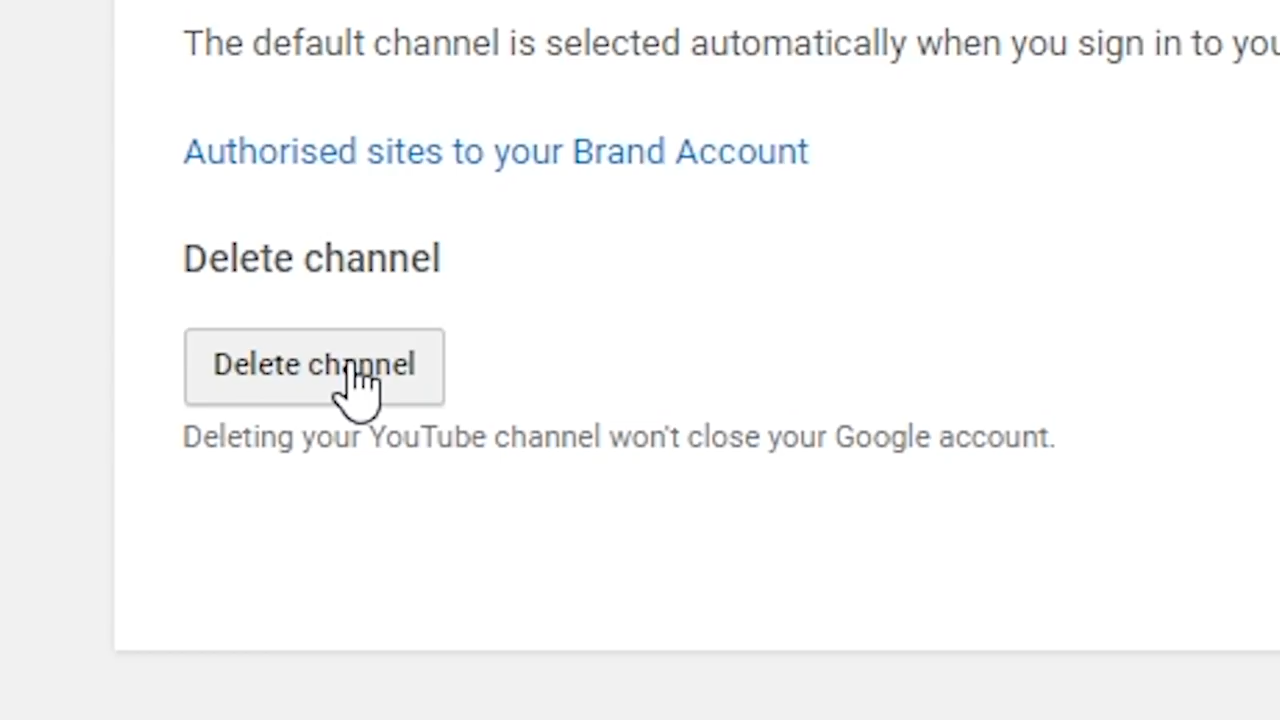 The default channel is selected automatically when you sign in to you
Authorised sites to your Brand Account
Delete channel
Delete channel
Deleting your YouTube channel won't close your Google account.